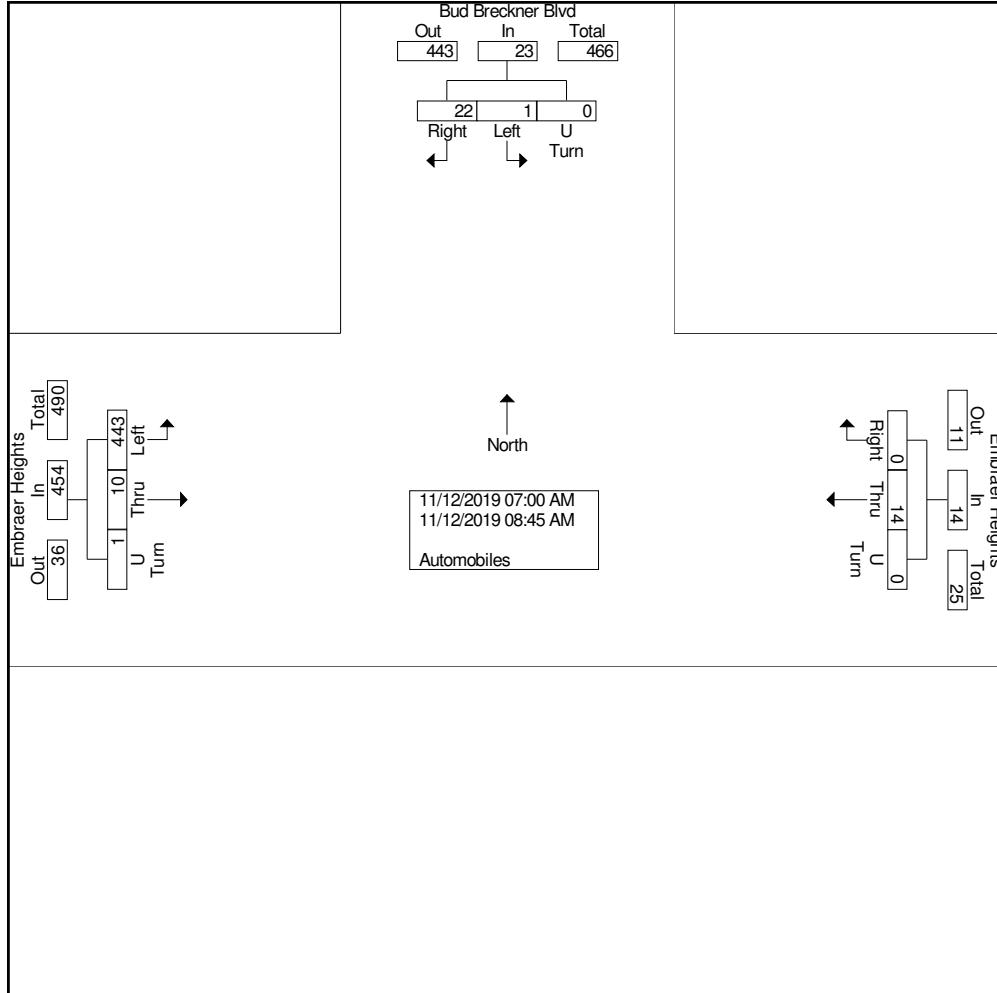 Bud Breckner Blvd
Out In Total
443 23 466
22 1 0
Right Left U
Turn
Embraer Heights
Total In Out
490 454 36
443 10 1
Left Thru U
Turn
North
11/12/2019 07:00 AM
11/12/2019 08:45 AM
Automobiles
Embraer Heights
Out In Total
11 14 25
0 14 0
Right Thru U
Turn